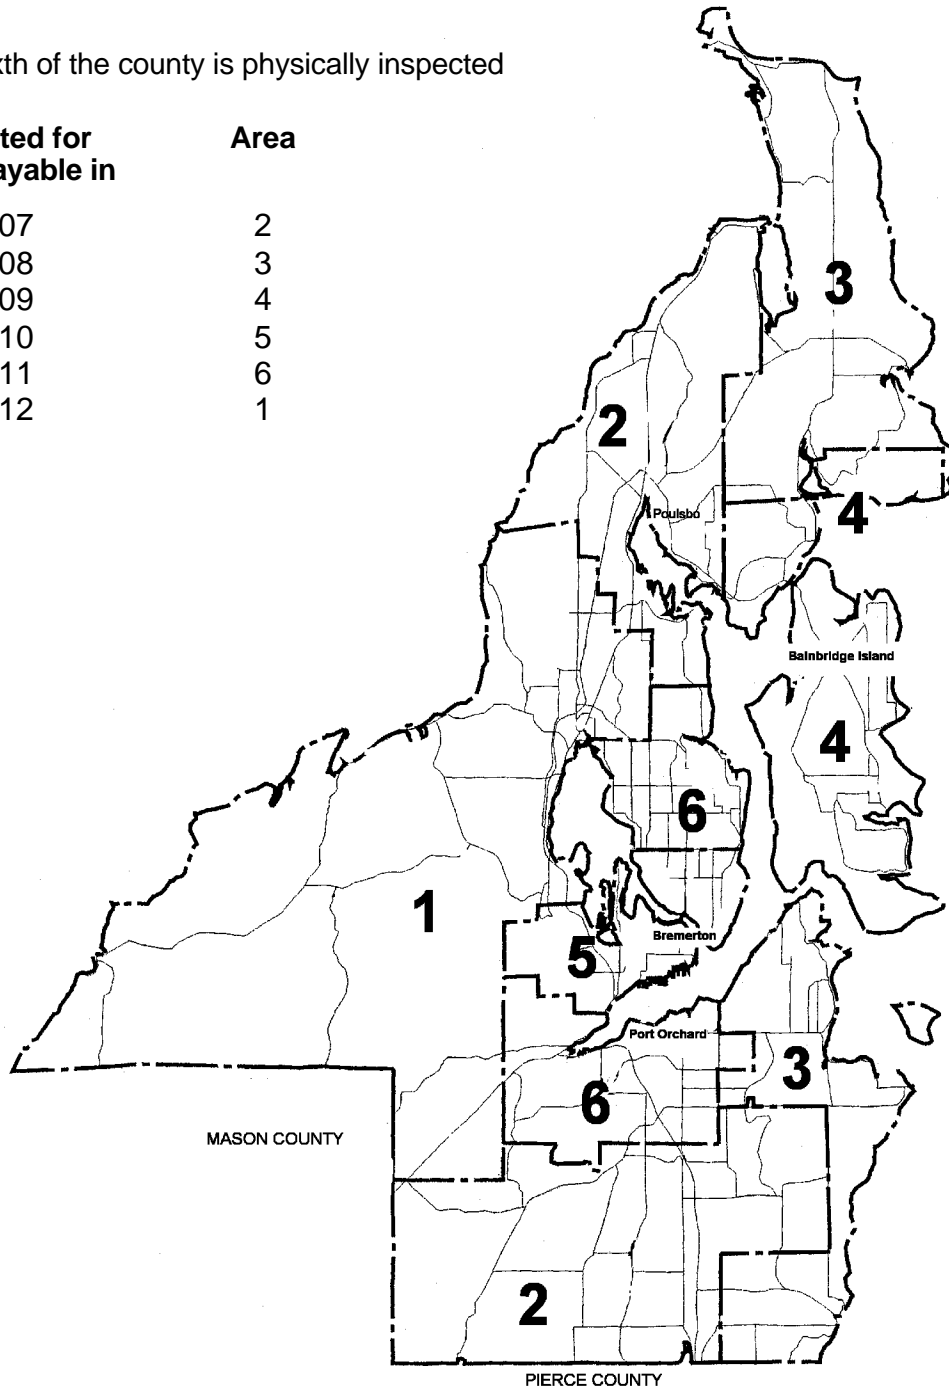 xth of the county is physically inspected
ted for Area
ayable in
07 2
08 3
09 4
10 5
11 6
12 1
3
2
4
Poulsbo
Bainbridge Island
4
6
1
Bremerton
5
Port Orchard
3
6
MASON COUNTY
2
PIERCE COUNTY